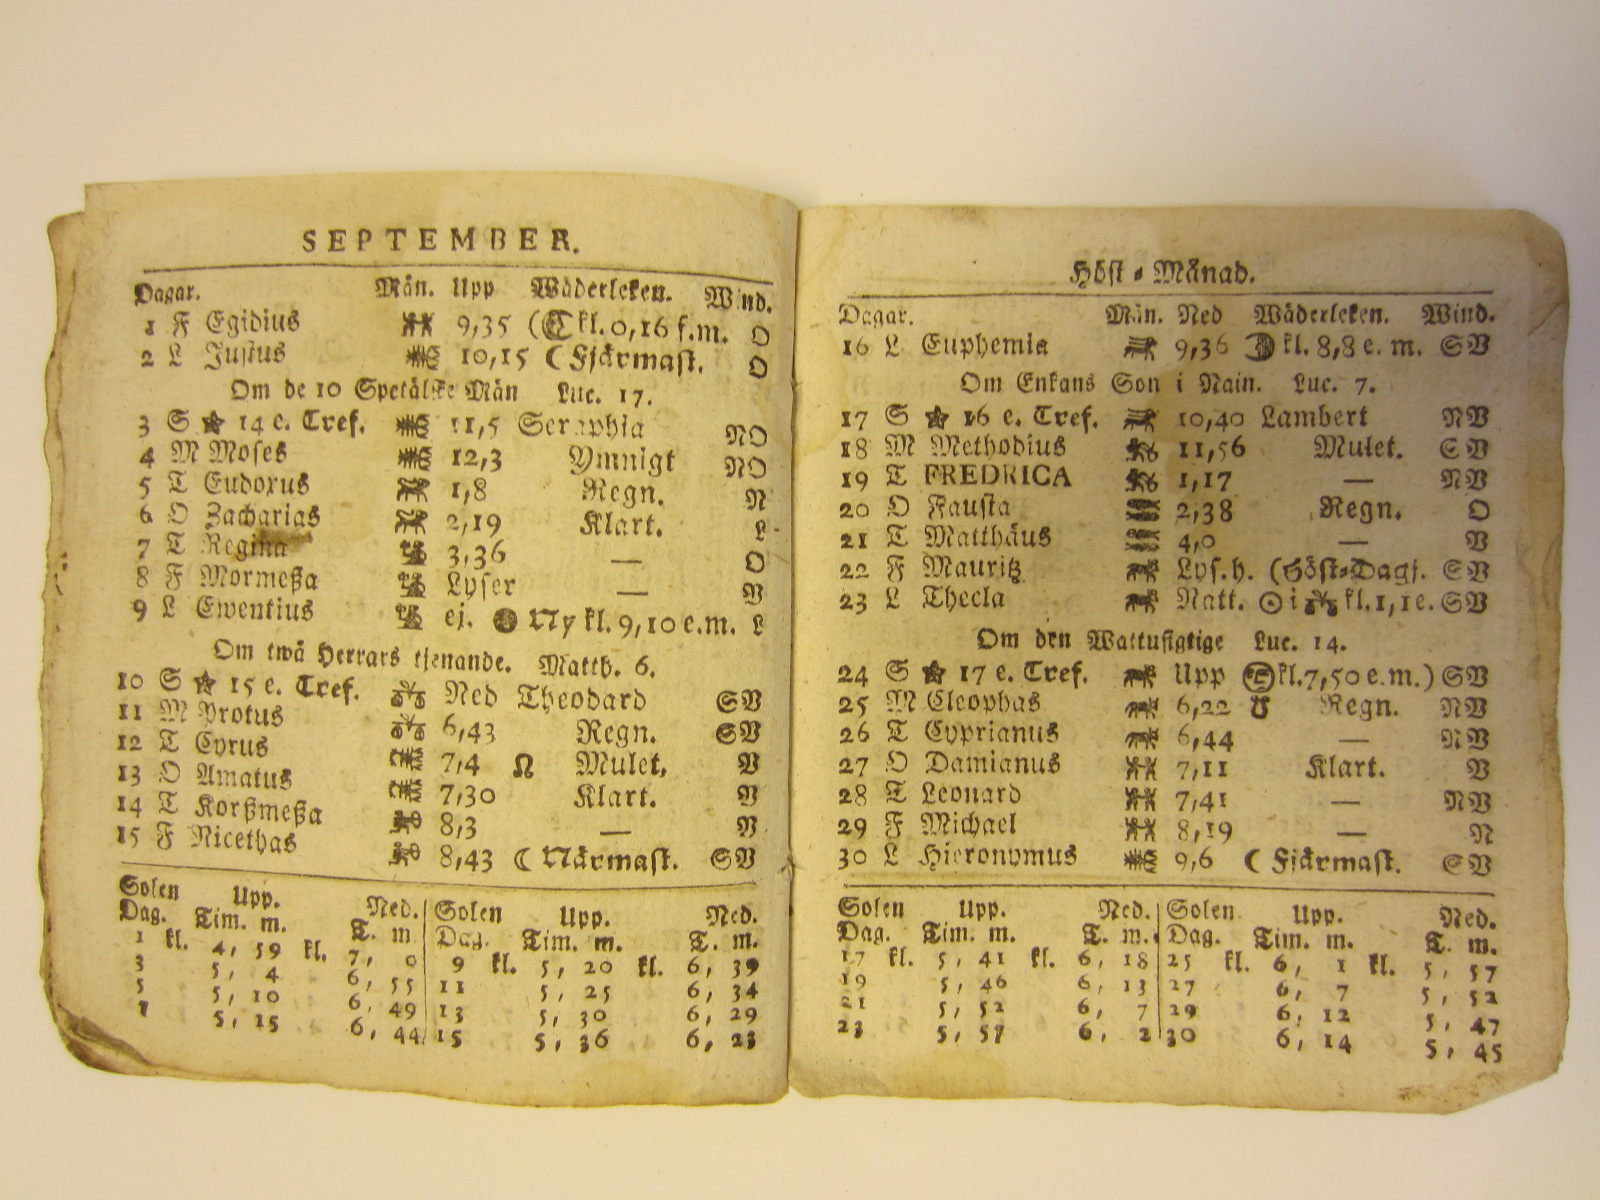 SEPTEMBER.
Dagar. Mån. Upp Wäderleken. Wind.
1 F Egidius 9,35 (☾ kl. 0,16 f.m. O
2 L Justus 10,15 ☾ Fjärmast. O
Om de 10 Spetälske Män Luc. 17.
3 S ☆ 14 e. Tref. 11,5 Seraphia NO
4 M Moses 12,3 Ymnigt NO
5 T Eudoxus 1,8 Regn. N
6 O Zacharias 2,19 Klart. L
7 T Regina 3,36 — O
8 F Mormeßa Lyser — V
9 L Ewentius ej. ● Ny kl. 9,10 e.m. L
Om twå Herrars tjenande. Matth. 6.
10 S ☆ 15 e. Tref. Ned Theodard SV
11 M Protus 6,43 Regn. SV
12 T Cyrus 7,4 ☊ Mulet. V
13 O Amatus 7,30 Klart. V
14 T Korßmeßa 8,3 — N
15 F Nicethas 8,43 ☾ Närmast. SV
Solen Upp. Ned. Solen Upp. Ned.
Dag. Tim. m. T. m. Dag. Tim. m. T. m.
1 kl. 4, 59 kl. 7, 0 9 kl. 5, 20 kl. 6, 39
3 5, 4 6, 55 11 5, 25 6, 34
5 5, 10 6, 49 13 5, 30 6, 29
7 5, 15 6, 44 15 5, 36 6, 23
Höst-Månad.
Dagar. Mån. Ned Wäderleken. Wind.
16 L Euphemia 9,36 ☽ kl. 8,8 e. m. SV
Om Enkans Son i Nain. Luc. 7.
17 S ☆ 16 e. Tref. 10,40 Lambert NV
18 M Methodius 11,56 Mulet. SV
19 T FREDRICA 1,17 — NV
20 O Fausta 2,38 Regn. O
21 T Matthäus 4,0 — V
22 F Mauritz Lys.h. (Höst-Dagj. SV
23 L Thecla Natt. ☉ i ♎ kl. 1,1 e. SV
Om den Wattusigtige Luc. 14.
24 S ☆ 17 e. Tref. Upp kl. 7,50 e.m.) SV
25 M Cleophas 6,22 ☋ Regn. NV
26 T Cyprianus 6,44 — NV
27 O Damianus 7,11 Klart. V
28 T Leonard 7,41 — NV
29 F Michael 8,19 — N
30 L Hieronymus 9,6 ☾ Fjärmast. SV
Solen Upp. Ned. Solen Upp. Ned.
Dag. Tim. m. T. m. Dag. Tim. m. T. m.
17 kl. 5, 41 kl. 6, 18 25 kl. 6, 1 kl. 5, 57
19 5, 46 6, 13 27 6, 7 5, 52
21 5, 52 6, 7 29 6, 12 5, 47
23 5, 57 6, 2 30 6, 14 5, 45